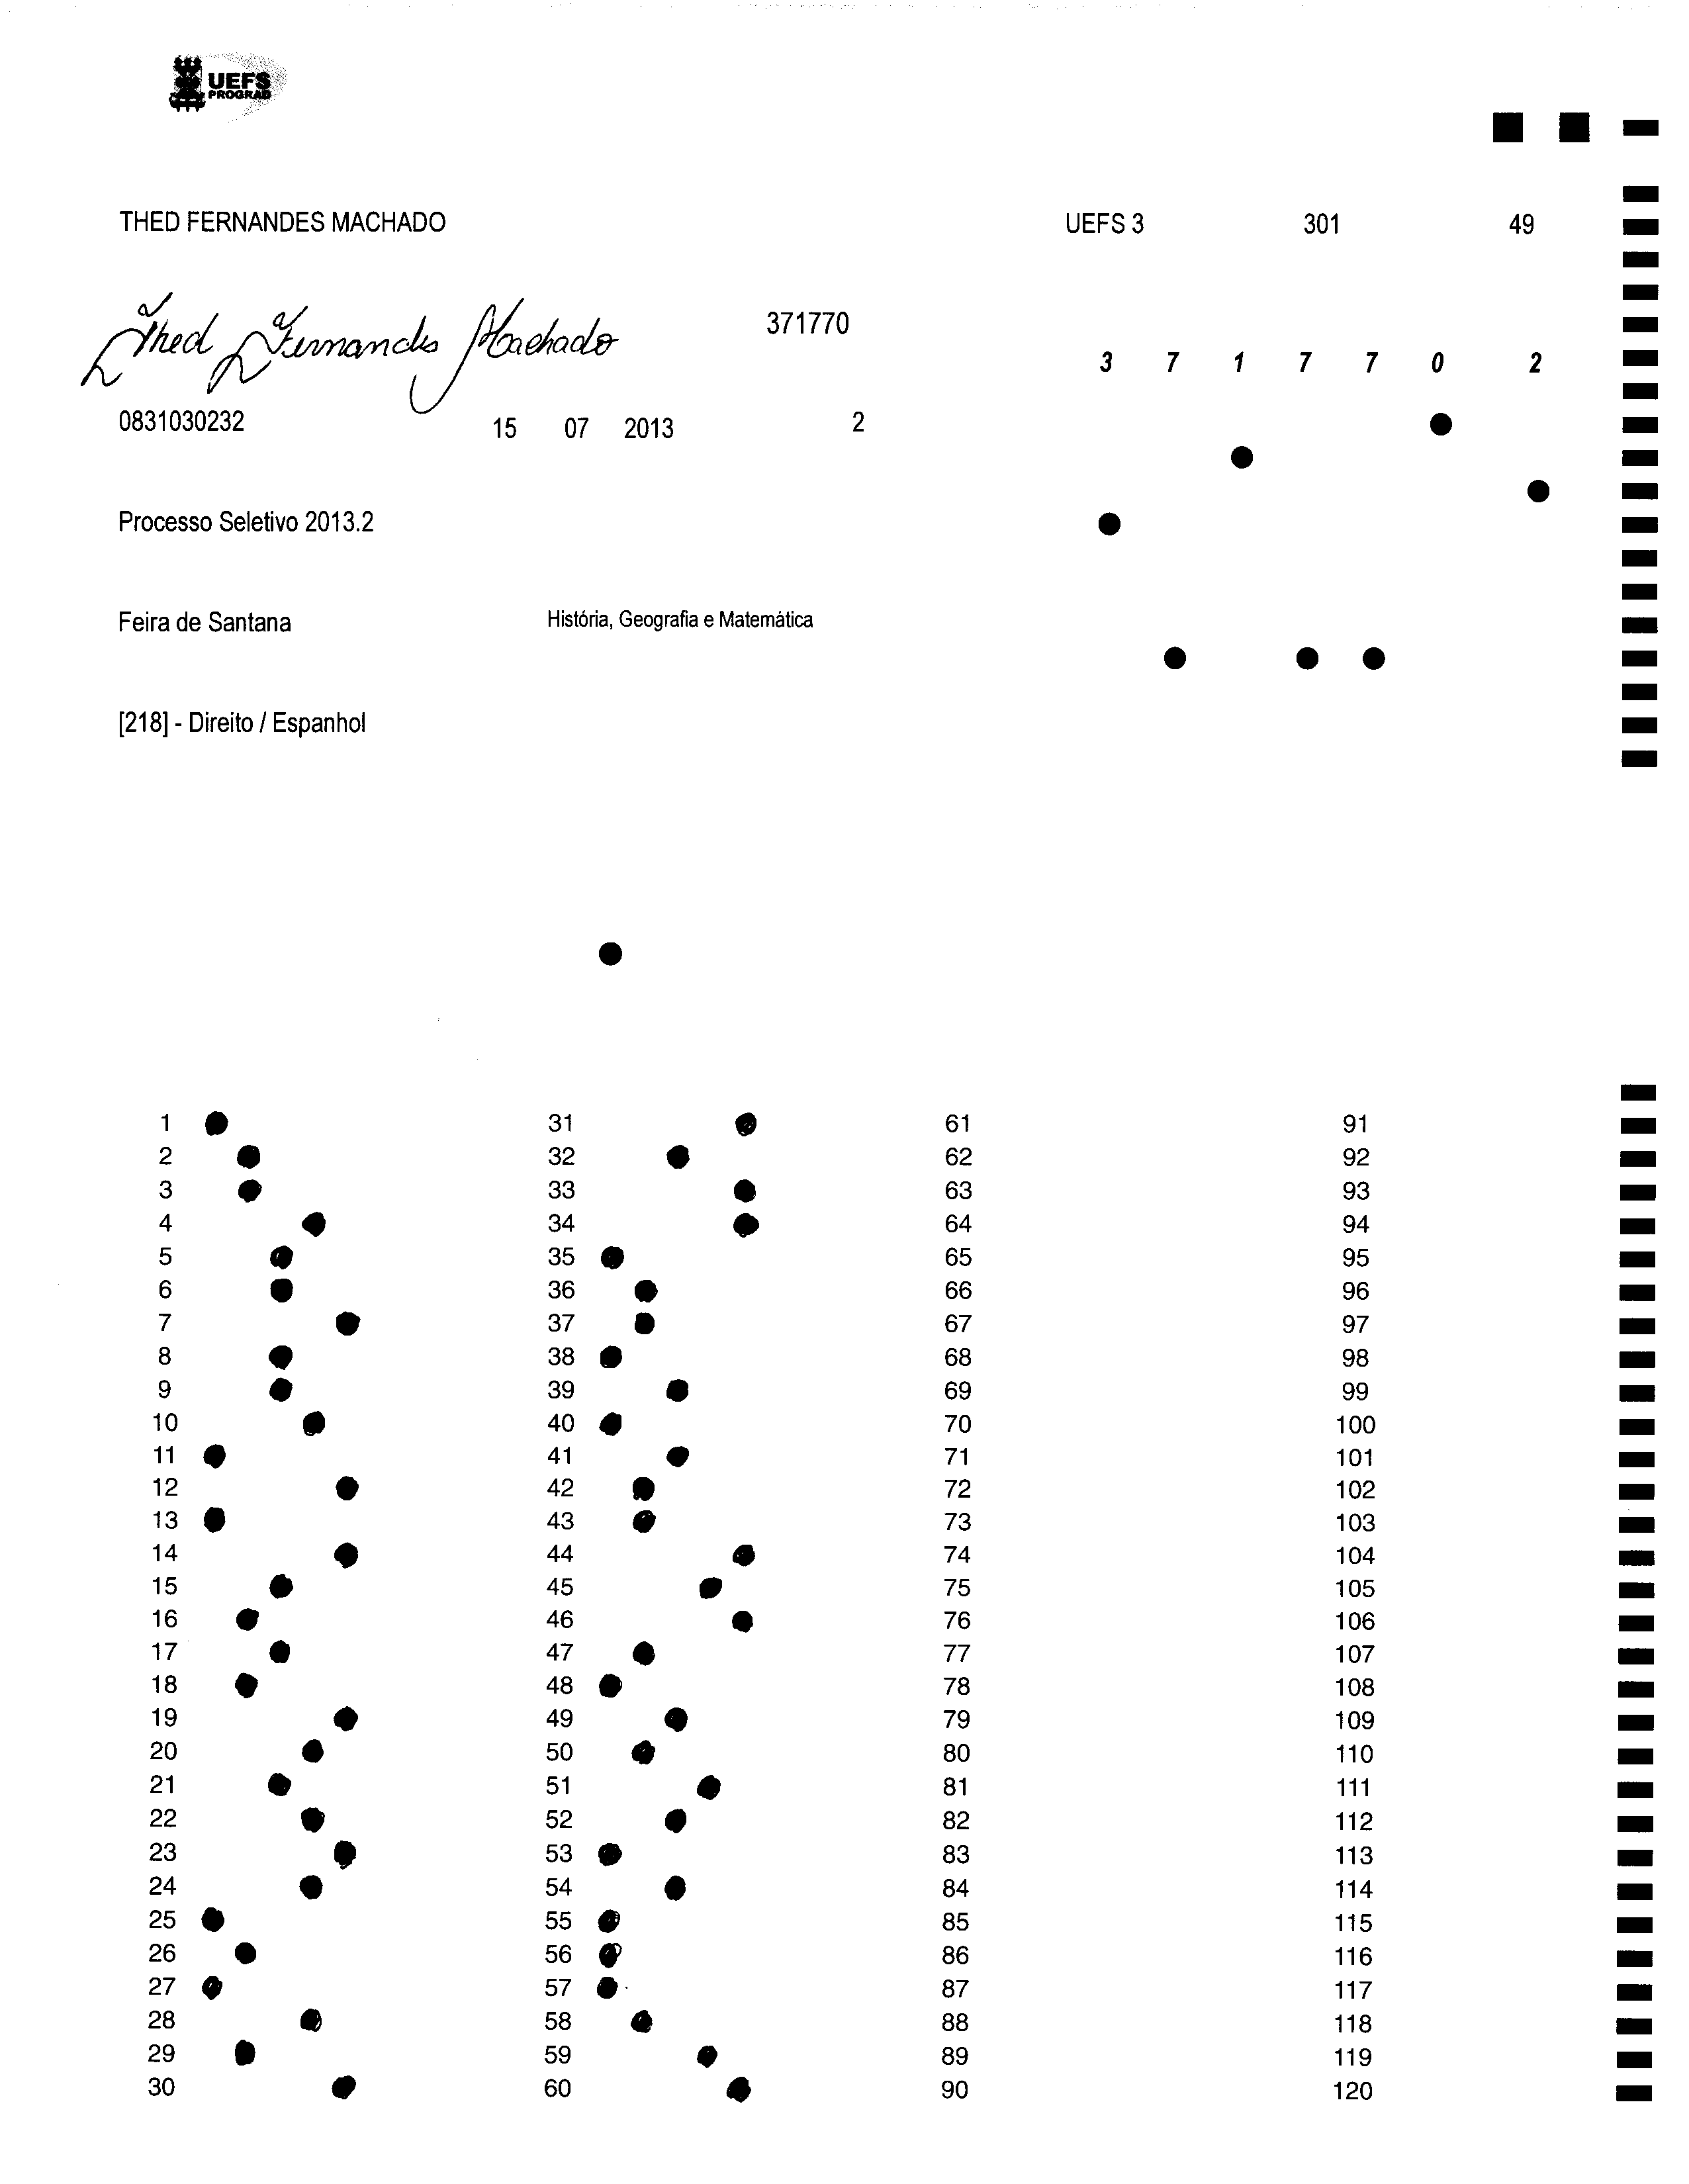 UEFS
PROGRAD
THED FERNANDES MACHADO UEFS 3 301 49
Thed Fernandes Machado 371770
3 7 1 7 7 0 2
0831030232 15 07 2013 2
Processo Seletivo 2013.2
Feira de Santana História, Geografia e Matemática
[218] - Direito / Espanhol
1 31 61 91
2 32 62 92
3 33 63 93
4 34 64 94
5 35 65 95
6 36 66 96
7 37 67 97
8 38 68 98
9 39 69 99
10 40 70 100
11 41 71 101
12 42 72 102
13 43 73 103
14 44 74 104
15 45 75 105
16 46 76 106
17 47 77 107
18 48 78 108
19 49 79 109
20 50 80 110
21 51 81 111
22 52 82 112
23 53 83 113
24 54 84 114
25 55 85 115
26 56 86 116
27 57 87 117
28 58 88 118
29 59 89 119
30 60 90 120